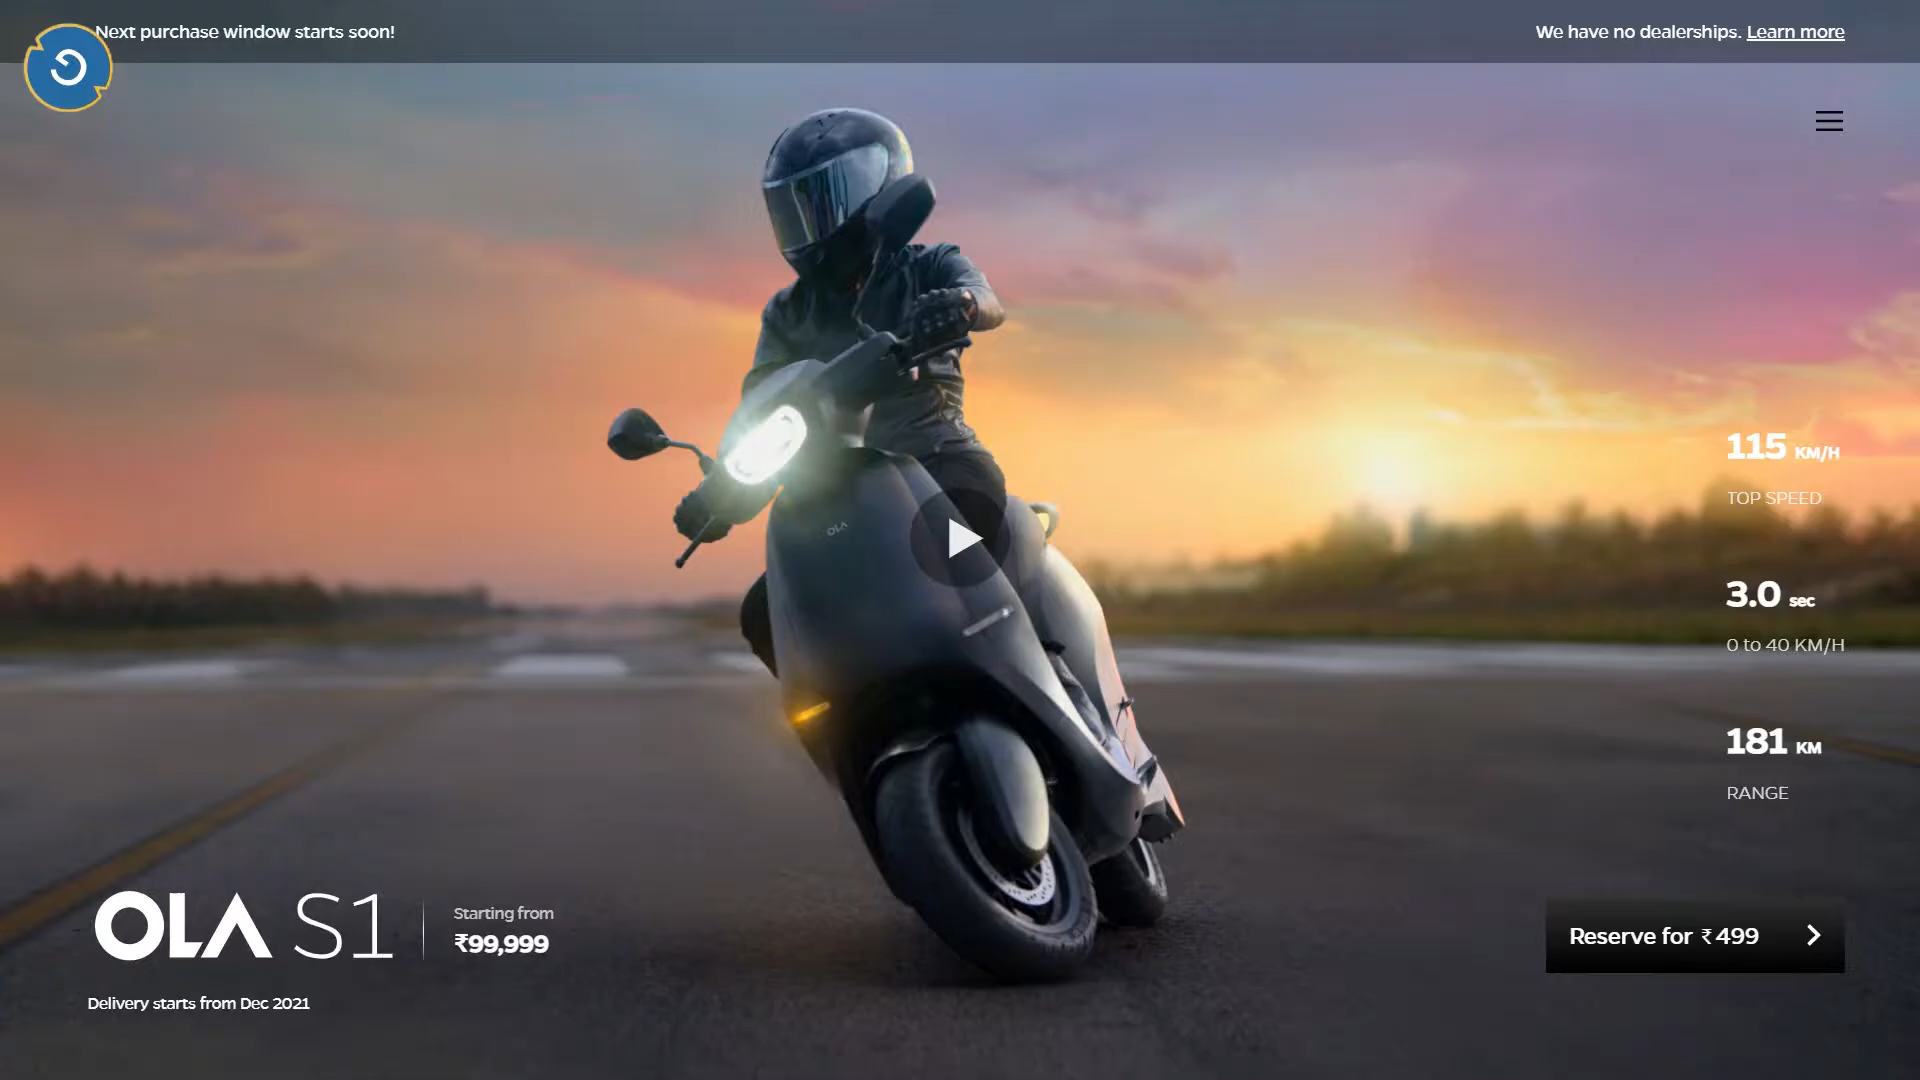 Next purchase window starts soon!
We have no dealerships. Learn more
115 KM/H
TOP SPEED
3.0 sec
0 to 40 KM/H
181 KM
RANGE
OLA
OLA S1
Starting from
₹99,999
Reserve for ₹499
Delivery starts from Dec 2021